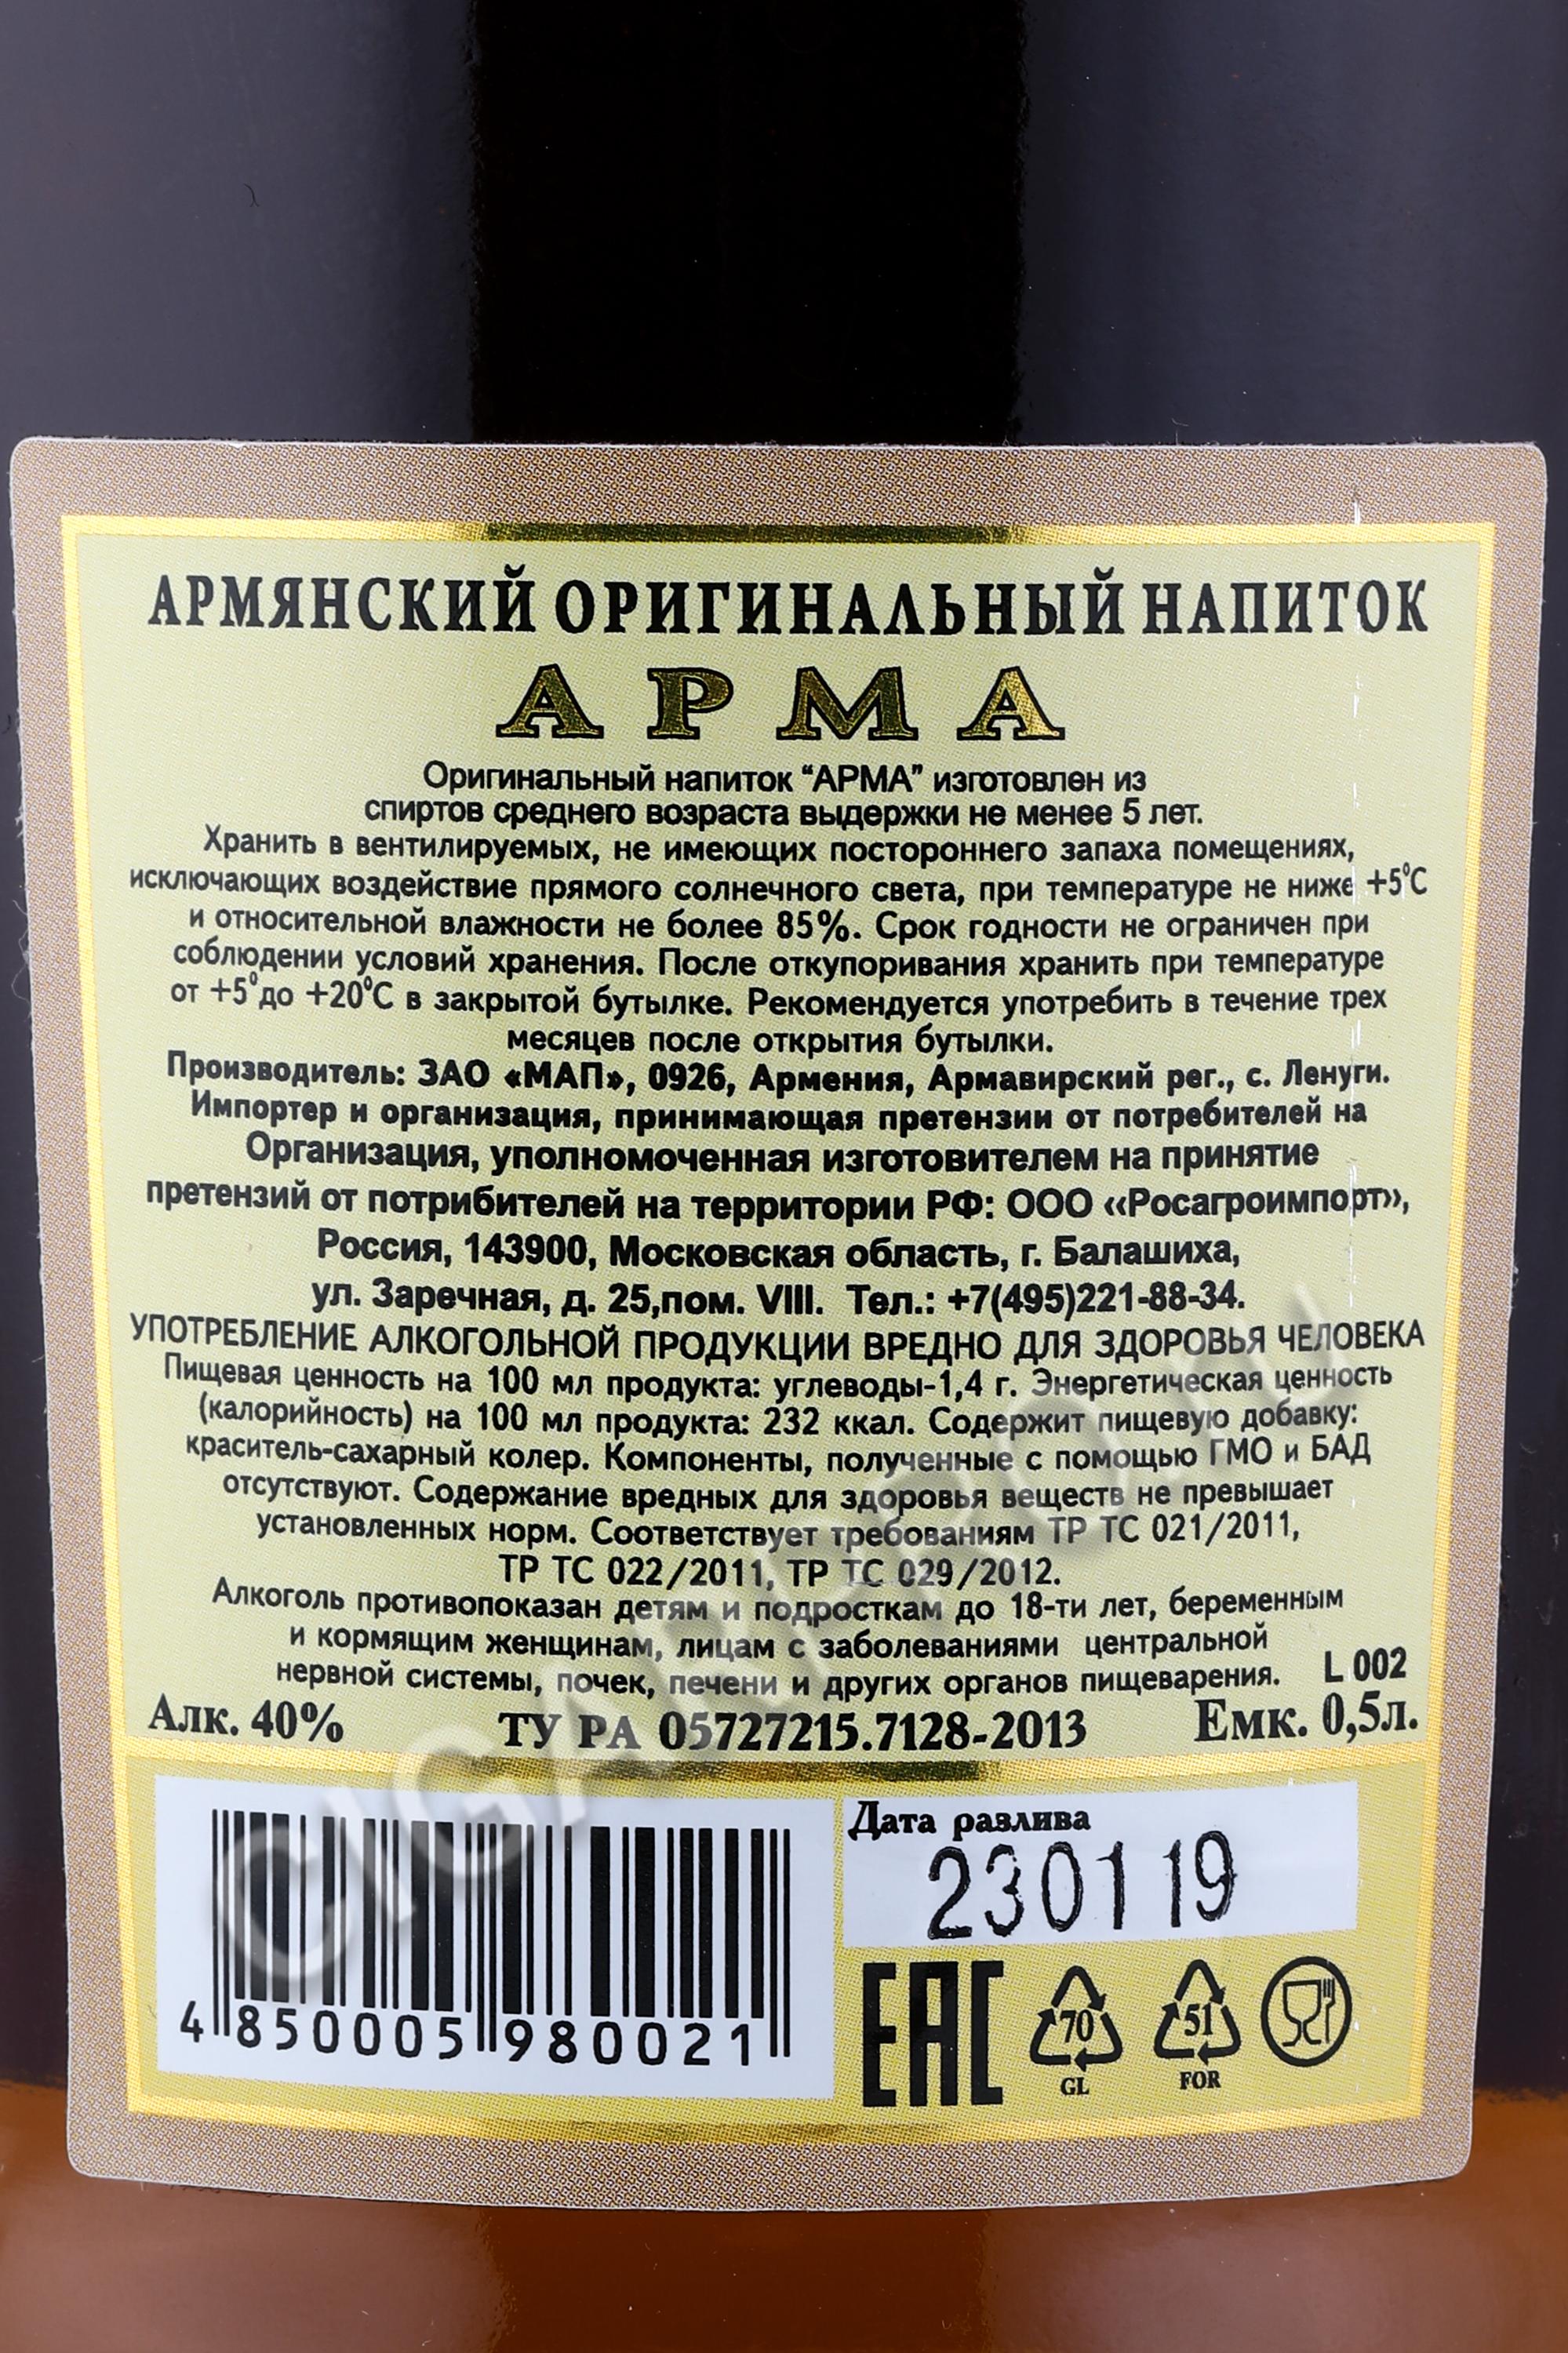 АРМЯНСКИЙ ОРИГИНАЛЬНЫЙ НАПИТОК
АРМА
Оригинальный напиток “АРМА” изготовлен из
спиртов среднего возраста выдержки не менее 5 лет.
Хранить в вентилируемых, не имеющих постороннего запаха помещениях,
исключающих воздействие прямого солнечного света, при температуре не ниже +5⁰С
и относительной влажности не более 85%. Срок годности не ограничен при
соблюдении условий хранения. После откупоривания хранить при температуре
от +5⁰до +20⁰С в закрытой бутылке. Рекомендуется употребить в течение трех
месяцев после открытия бутылки.
Производитель: ЗАО «МАП», 0926, Армения, Армавирский рег., с. Ленуги.
Импортер и организация, принимающая претензии от потребителей на
Организация, уполномоченная изготовителем на принятие
претензий от потрибителей на территории РФ: ООО «Росагроимпорт»,
Россия, 143900, Московская область, г. Балашиха,
ул. Заречная, д. 25,пом. VIII. Тел.: +7(495)221-88-34.
УПОТРЕБЛЕНИЕ АЛКОГОЛЬНОЙ ПРОДУКЦИИ ВРЕДНО ДЛЯ ЗДОРОВЬЯ ЧЕЛОВЕКА
Пищевая ценность на 100 мл продукта: углеводы-1,4 г. Энергетическая ценность
(калорийность) на 100 мл продукта: 232 ккал. Содержит пищевую добавку:
краситель-сахарный колер. Компоненты, полученные с помощью ГМО и БАД
отсутствуют. Содержание вредных для здоровья веществ не превышает
установленных норм. Соответствует требованиям ТР ТС 021/2011,
ТР ТС 022/2011, ТР ТС 029/2012.
Алкоголь противопоказан детям и подросткам до 18-ти лет, беременным
и кормящим женщинам, лицам с заболеваниями центральной
нервной системы, почек, печени и других органов пищеварения.
L 002
Алк. 40% ТУ РА 05727215.7128-2013 Емк. 0,5л.
4 850005 980021
Дата разлива
230119
EAC
70
GL
51
FOR